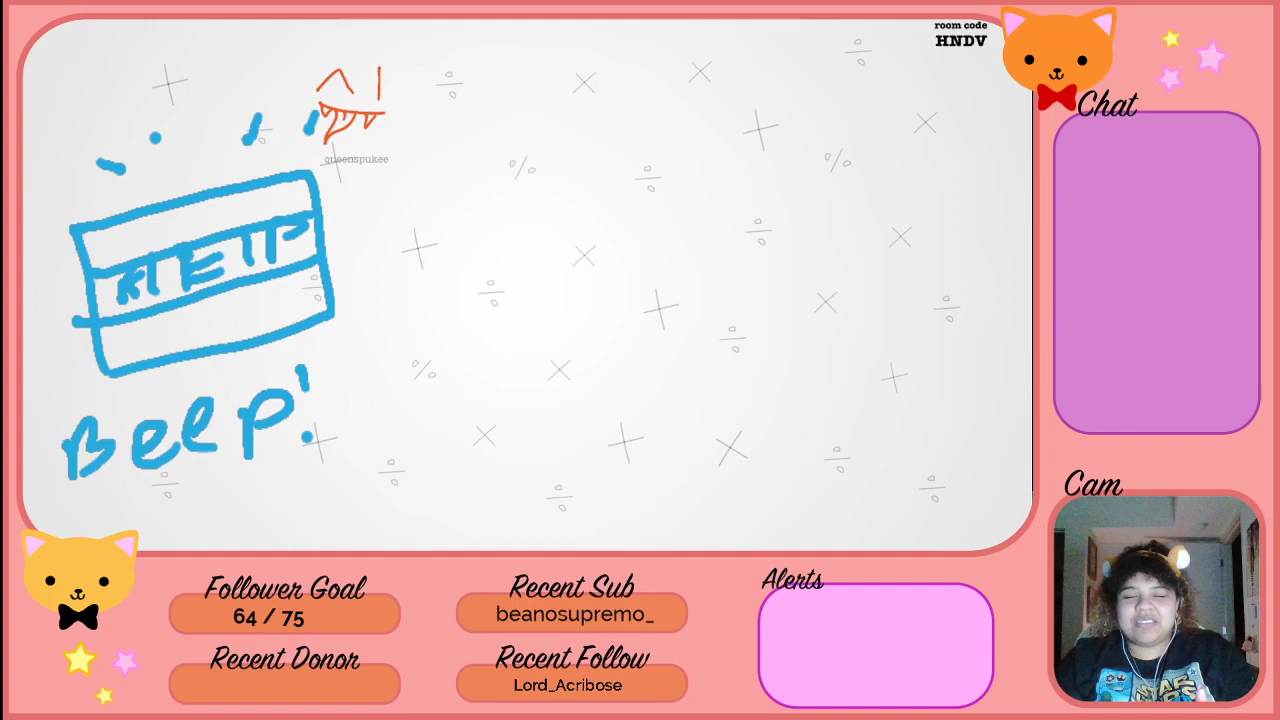 room code
HNDV
queenspukee
Beep!
Chat
Cam
Follower Goal
64 / 75
Recent Sub
beanosupremo_
Alerts
Recent Donor
Recent Follow
Lord_Acribose